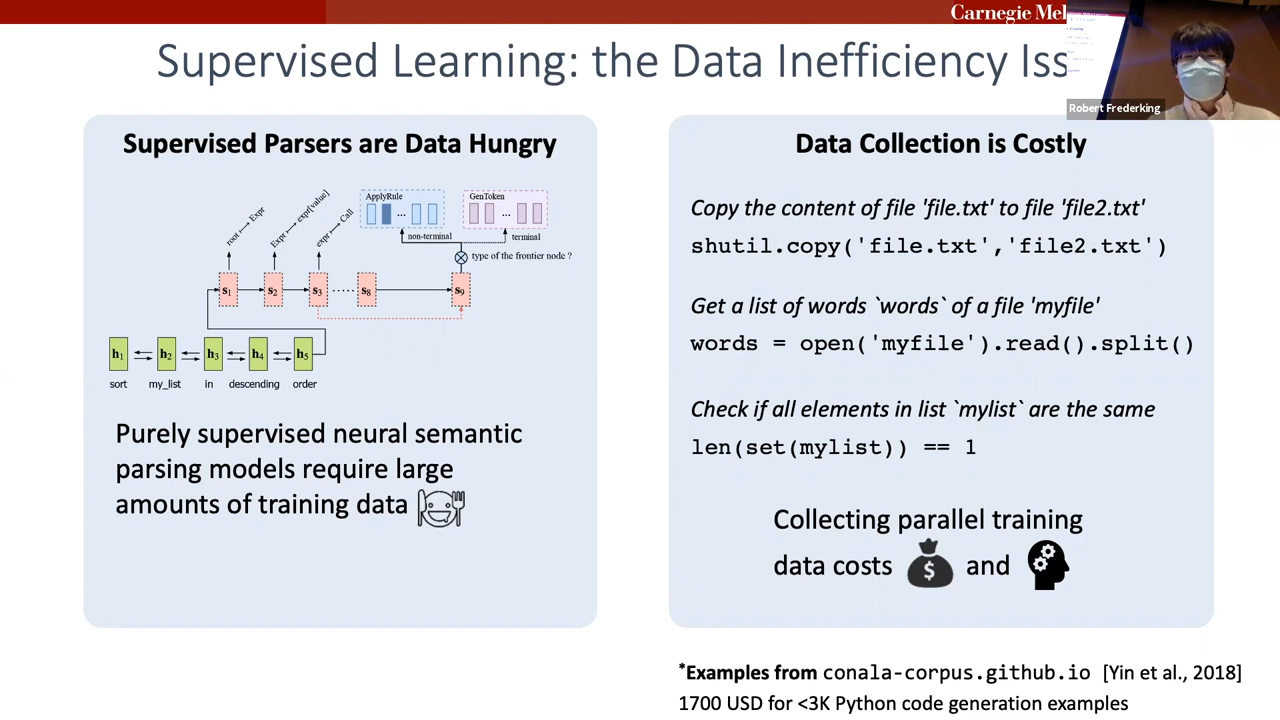 Carnegie Mel
Supervised Learning: the Data Inefficiency Iss
Robert Frederking
Supervised Parsers are Data Hungry
root ⟼ Expr
Expr ⟼ expr[value]
expr ⟼ Call
ApplyRule
...
GenToken
...
non-terminal
terminal
type of the frontier node ?
s1
s2
s3
......
s8
s9
h1
h2
h3
h4
h5
sort
my_list
in
descending
order
Purely supervised neural semantic
parsing models require large
amounts of training data
Data Collection is Costly
Copy the content of file 'file.txt' to file 'file2.txt'
shutil.copy('file.txt','file2.txt')
Get a list of words `words` of a file 'myfile'
words = open('myfile').read().split()
Check if all elements in list `mylist` are the same
len(set(mylist)) == 1
Collecting parallel training
data costs $ and
*Examples from conala-corpus.github.io [Yin et al., 2018]
1700 USD for <3K Python code generation examples